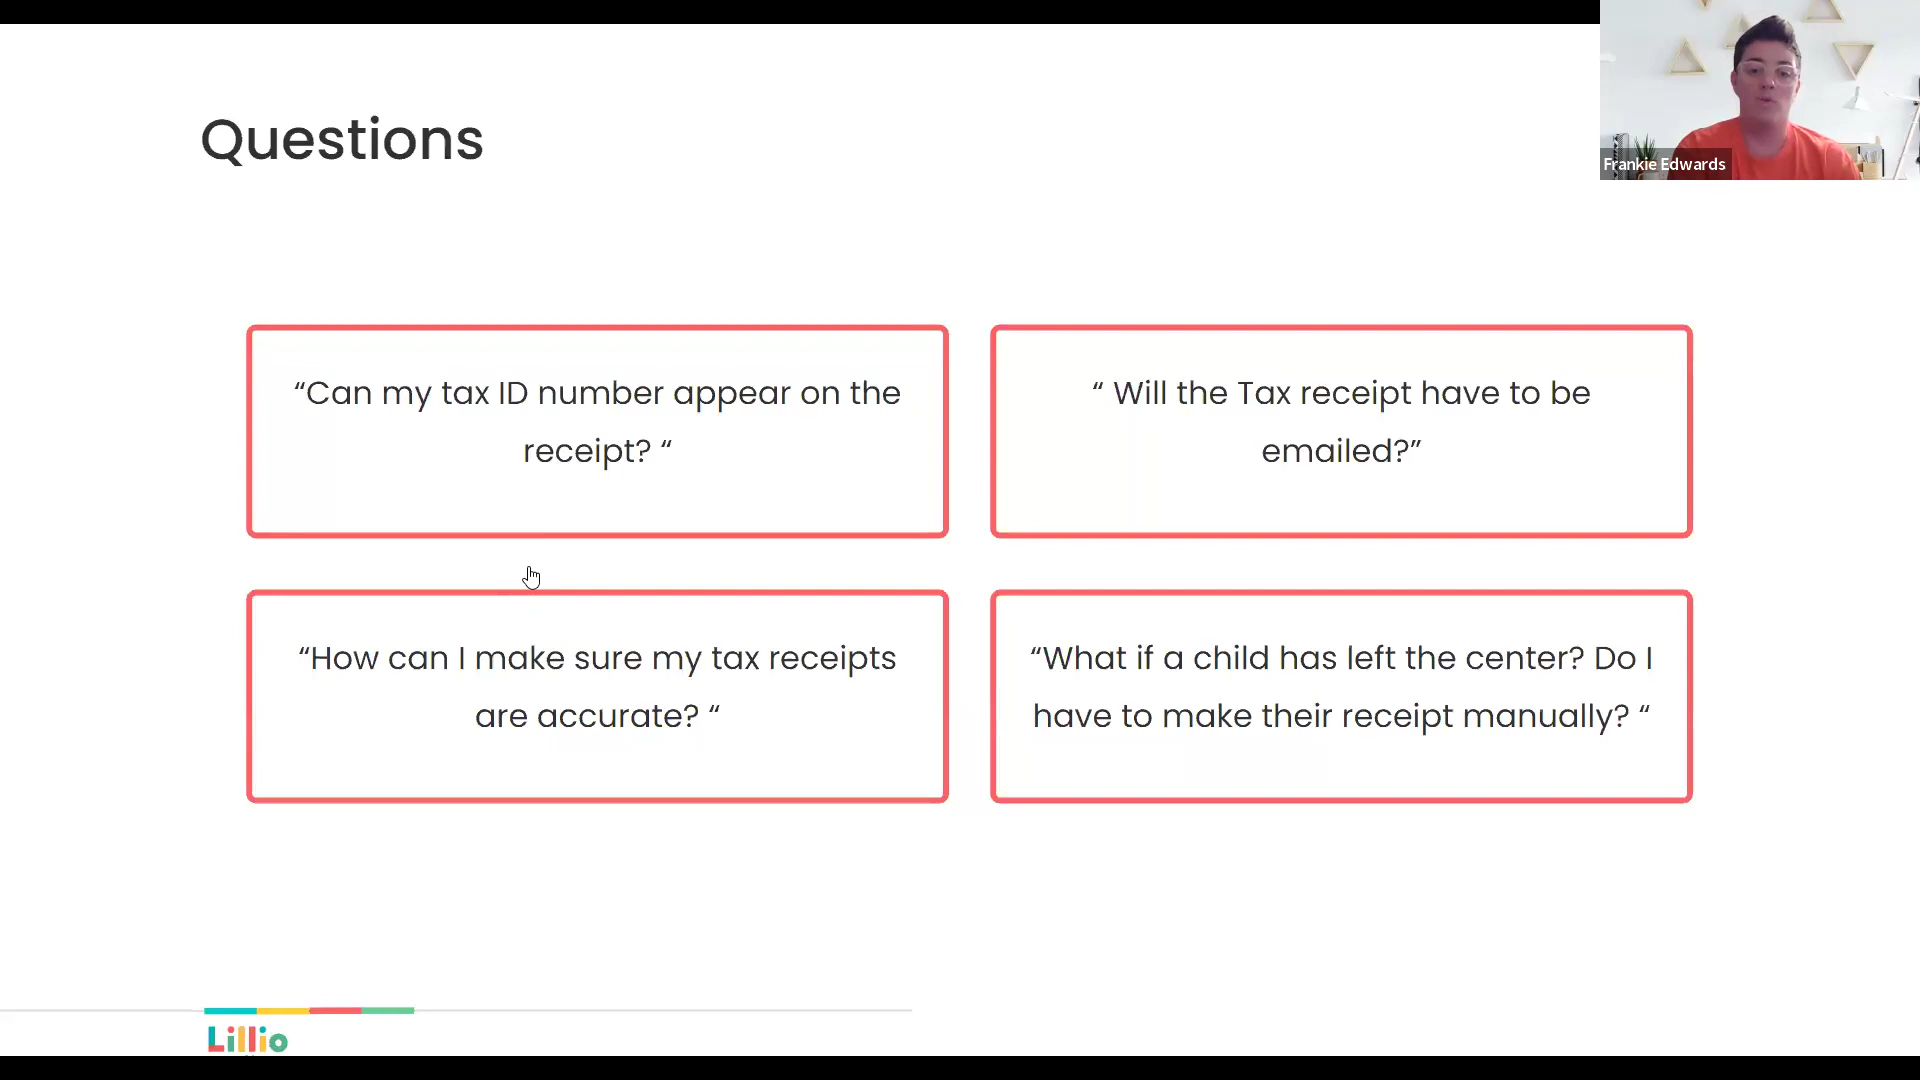 Frankie Edwards
Questions
“Can my tax ID number appear on the
receipt? “
“ Will the Tax receipt have to be
emailed?”
“How can I make sure my tax receipts
are accurate? “
“What if a child has left the center? Do I
have to make their receipt manually? “
Lillio